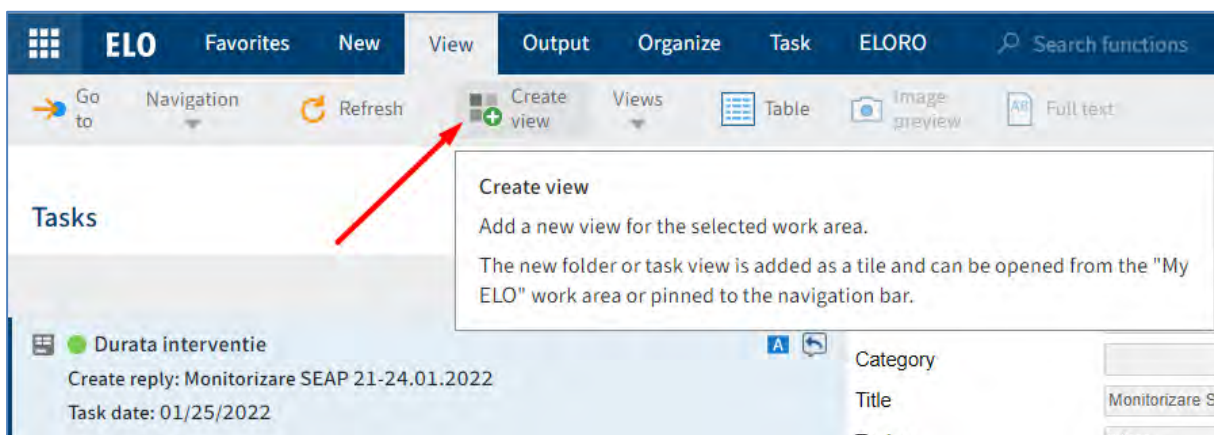 ELO Favorites New View Output Organize Task ELORO Search functions
Go to Navigation Refresh Create view Views Table Image preview Full text
Create view
Add a new view for the selected work area.
The new folder or task view is added as a tile and can be opened from the "My
ELO" work area or pinned to the navigation bar.
Tasks
Durata interventie
A
Create reply: Monitorizare SEAP 21-24.01.2022
Task date: 01/25/2022
Category
Title Monitorizare S